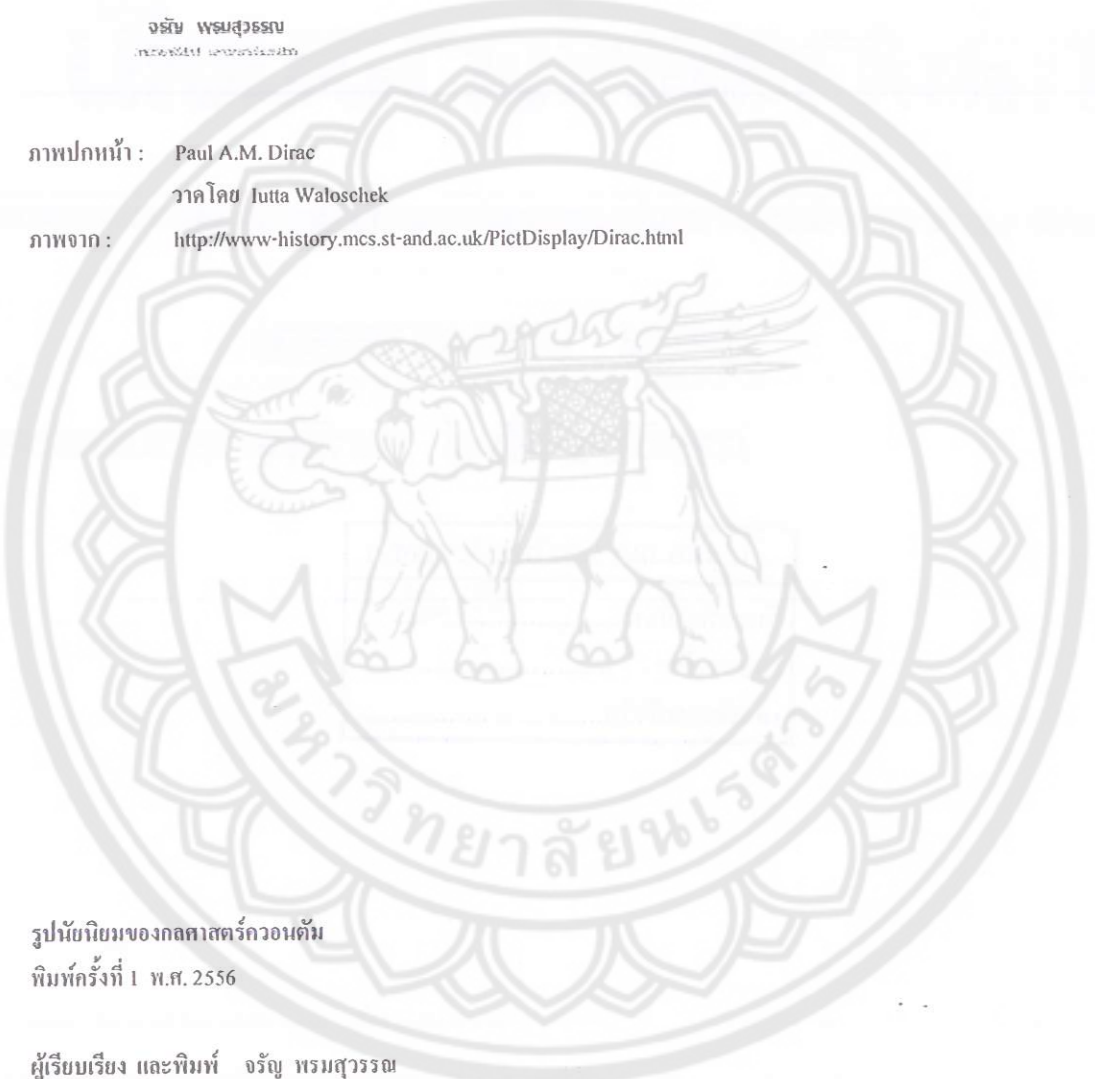 จรัญ พรมสุวรรณ
ภาพปกหน้า : Paul A.M. Dirac
วาดโดย Iutta Waloschek
ภาพจาก : http://www-history.mcs.st-and.ac.uk/PictDisplay/Dirac.html
มหาวิทยาลัยนเรศวร
รูปนัยนิยมของกลศาสตร์ควอนตัม
พิมพ์ครั้งที่ 1 พ.ศ. 2556
ผู้เรียบเรียง และพิมพ์ จรัญ พรมสุวรรณ